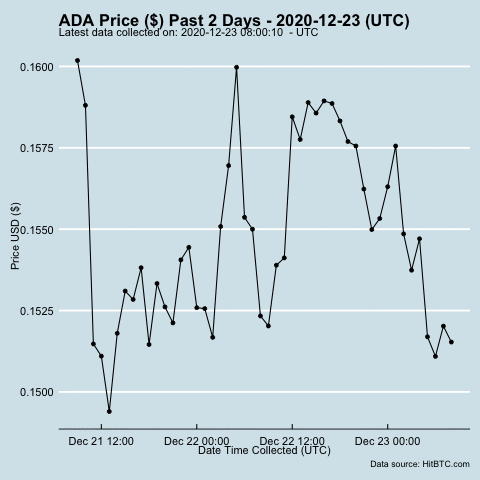 ADA Price ($) Past 2 Days - 2020-12-23 (UTC)
Latest data collected on: 2020-12-23 08:00:10 - UTC
0.1600
0.1575
0.1550
0.1525
0.1500
Price USD ($)
Dec 21 12:00
Dec 22 00:00
Dec 22 12:00
Dec 23 00:00
Date Time Collected (UTC)
Data source: HitBTC.com